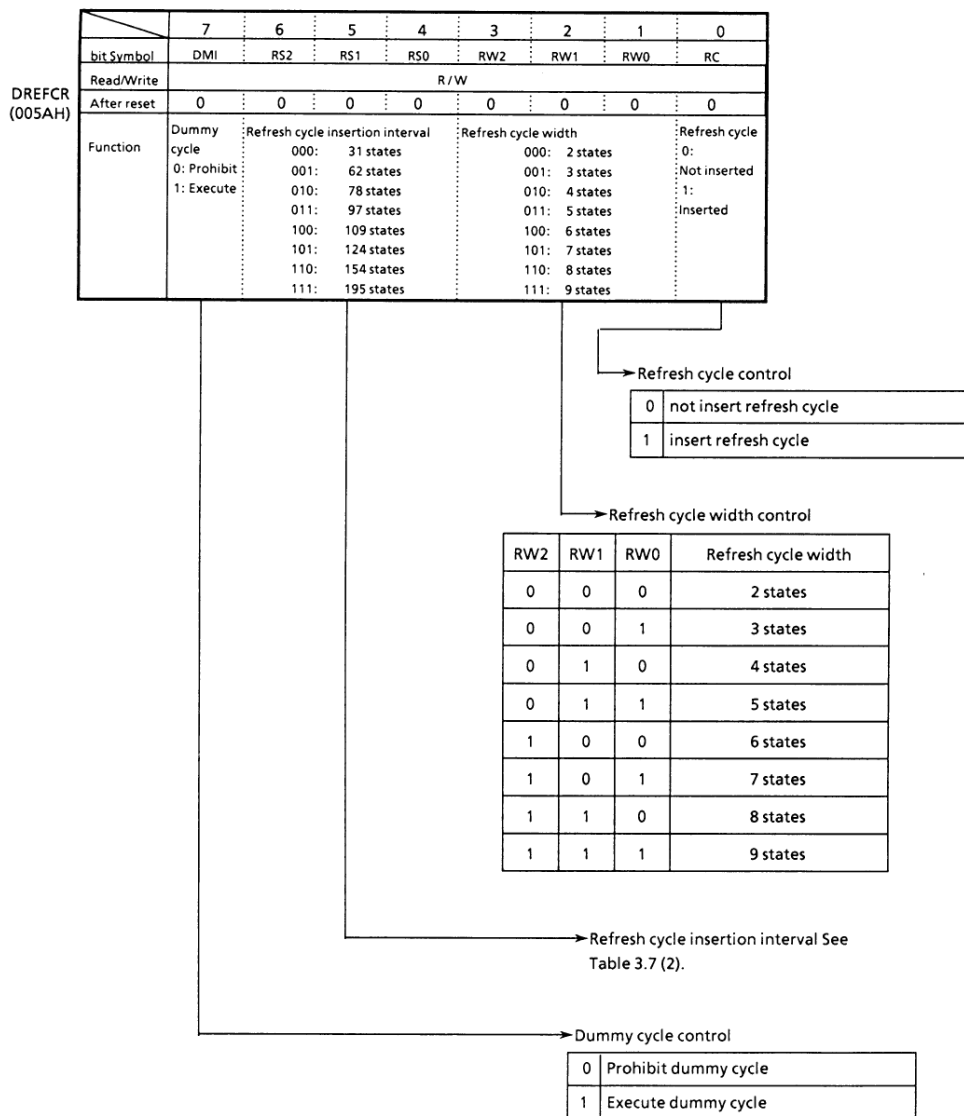 7 6 5 4 3 2 1 0
bit Symbol DMI RS2 RS1 RS0 RW2 RW1 RW0 RC
Read/Write R/W
DREFCR
(005AH)
After reset 0 0 0 0 0 0 0 0
Function
Dummy
cycle
0: Prohibit
1: Execute
Refresh cycle insertion interval
000: 31 states
001: 62 states
010: 78 states
011: 97 states
100: 109 states
101: 124 states
110: 154 states
111: 195 states
Refresh cycle width
000: 2 states
001: 3 states
010: 4 states
011: 5 states
100: 6 states
101: 7 states
110: 8 states
111: 9 states
Refresh cycle
0:
Not inserted
1:
Inserted
Refresh cycle control
0 not insert refresh cycle
1 insert refresh cycle
Refresh cycle width control
RW2 RW1 RW0 Refresh cycle width
0 0 0 2 states
0 0 1 3 states
0 1 0 4 states
0 1 1 5 states
1 0 0 6 states
1 0 1 7 states
1 1 0 8 states
1 1 1 9 states
Refresh cycle insertion interval See
Table 3.7 (2).
Dummy cycle control
0 Prohibit dummy cycle
1 Execute dummy cycle